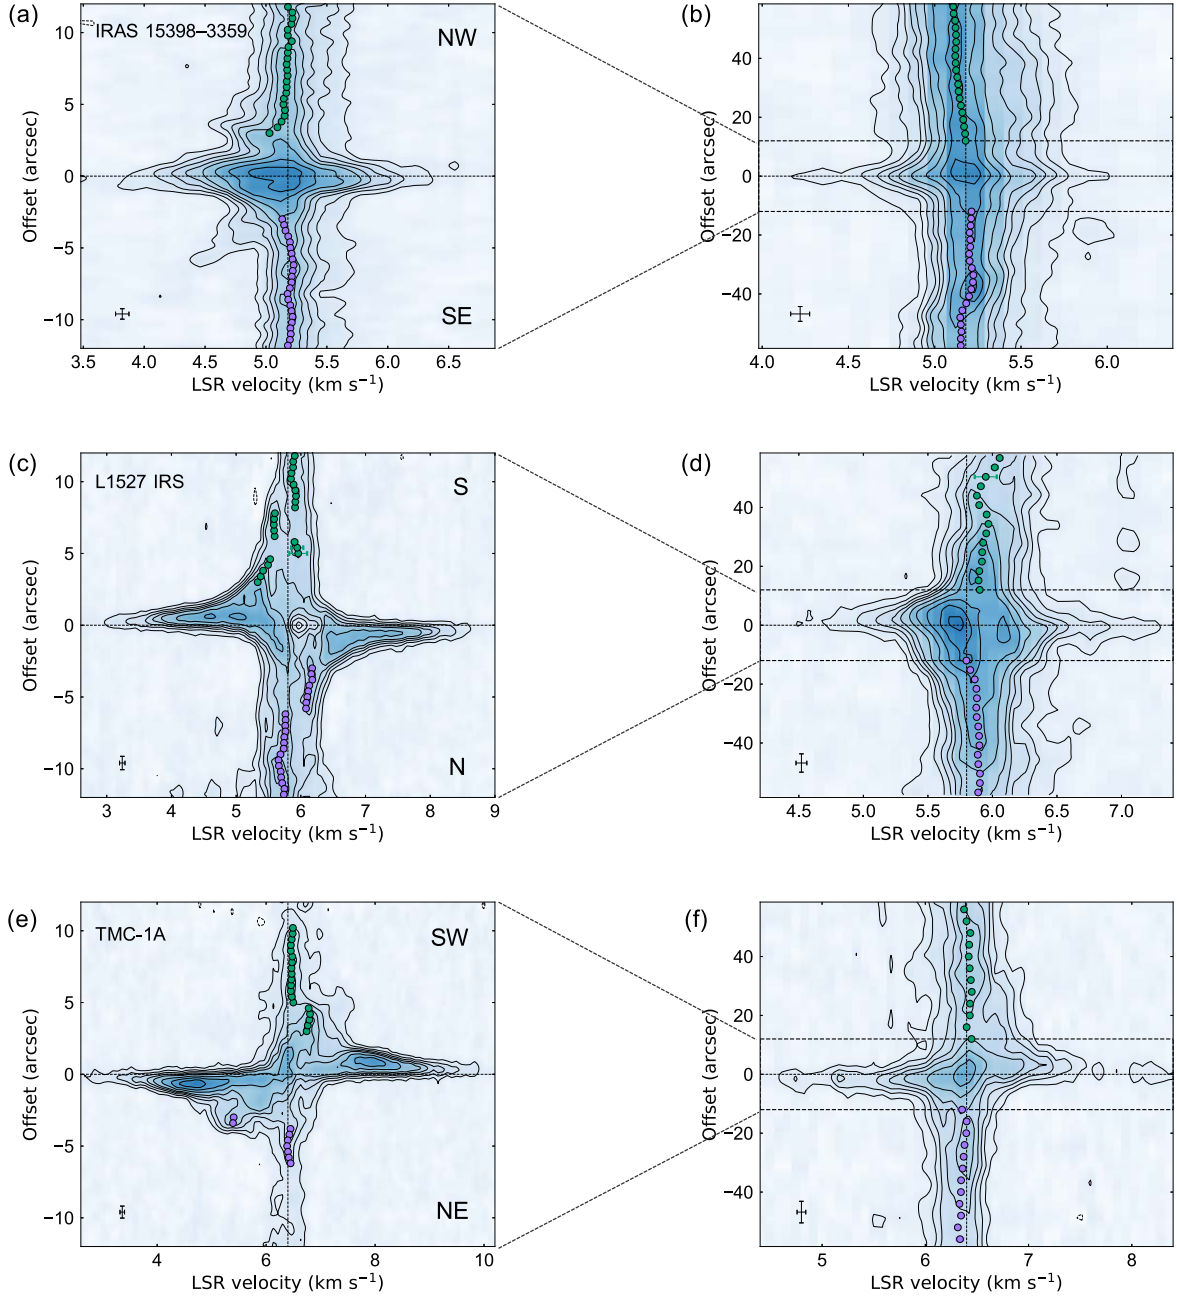 (a)
IRAS 15398–3359
NW
SE
10
5
0
−5
−10
Offset (arcsec)
3.5 4.0 4.5 5.0 5.5 6.0 6.5
LSR velocity (km s⁻¹)
(b)
40
20
0
−20
−40
Offset (arcsec)
4.0 4.5 5.0 5.5 6.0
LSR velocity (km s⁻¹)
(c)
L1527 IRS
S
N
10
5
0
−5
−10
Offset (arcsec)
3 4 5 6 7 8 9
LSR velocity (km s⁻¹)
(d)
40
20
0
−20
−40
Offset (arcsec)
4.5 5.0 5.5 6.0 6.5 7.0
LSR velocity (km s⁻¹)
(e)
TMC-1A
SW
NE
10
5
0
−5
−10
Offset (arcsec)
4 6 8 10
LSR velocity (km s⁻¹)
(f)
40
20
0
−20
−40
Offset (arcsec)
5 6 7 8
LSR velocity (km s⁻¹)